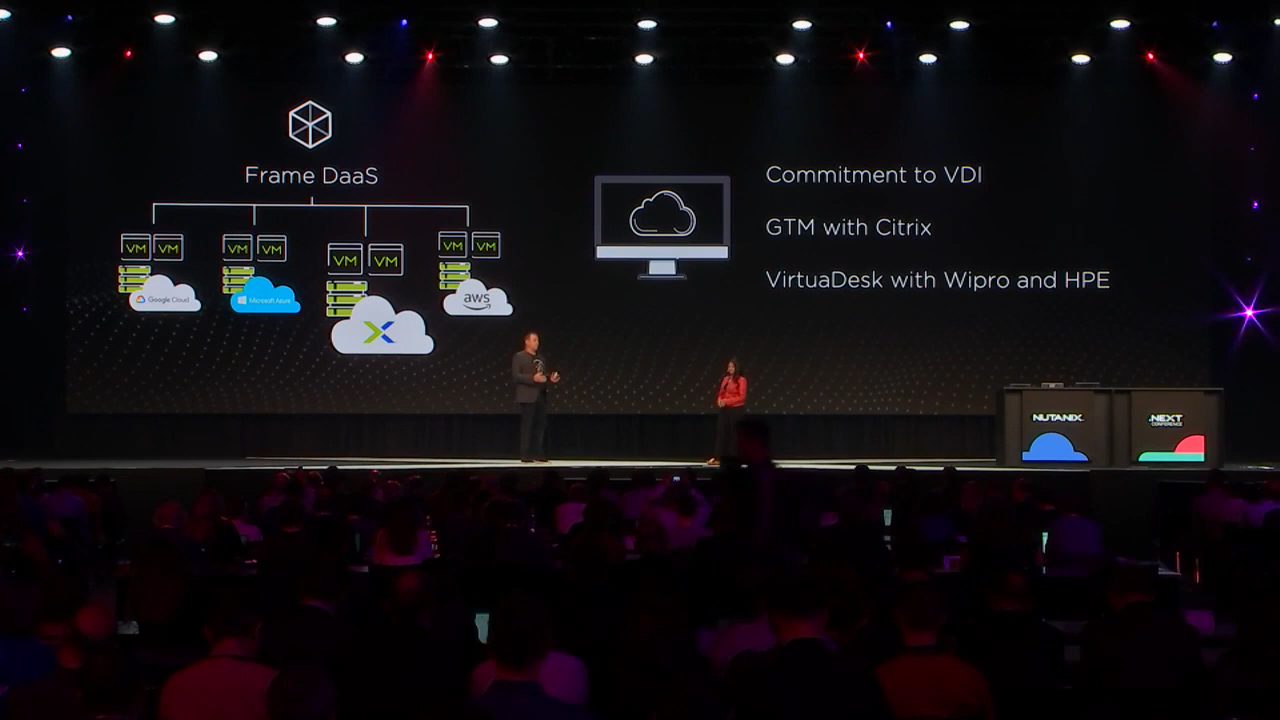 Frame DaaS
VM VM
VM VM
VM VM
VM VM
Google Cloud
Microsoft Azure
aws
Commitment to VDI
GTM with Citrix
VirtuaDesk with Wipro and HPE
NUTANIX
.NEXT
CONFERENCE